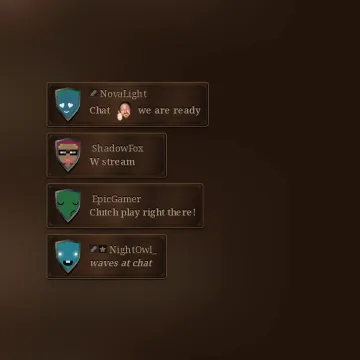 NovaLight
Chat we are ready
ShadowFox
W stream
EpicGamer
Clutch play right there!
NightOwl_
waves at chat